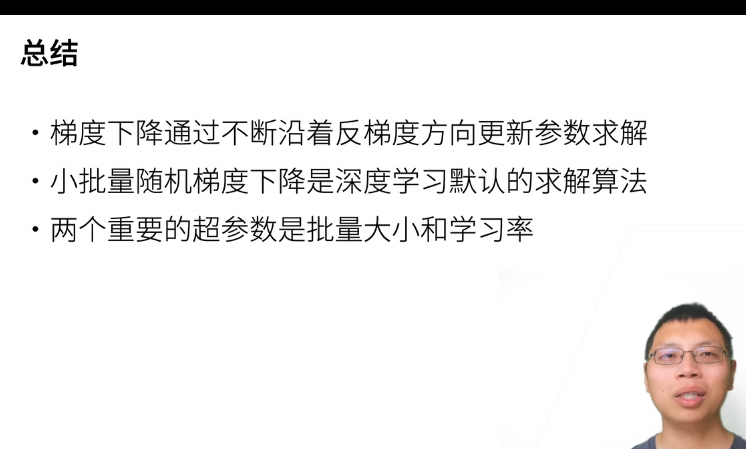 总结
• 梯度下降通过不断沿着反梯度方向更新参数求解
• 小批量随机梯度下降是深度学习默认的求解算法
• 两个重要的超参数是批量大小和学习率